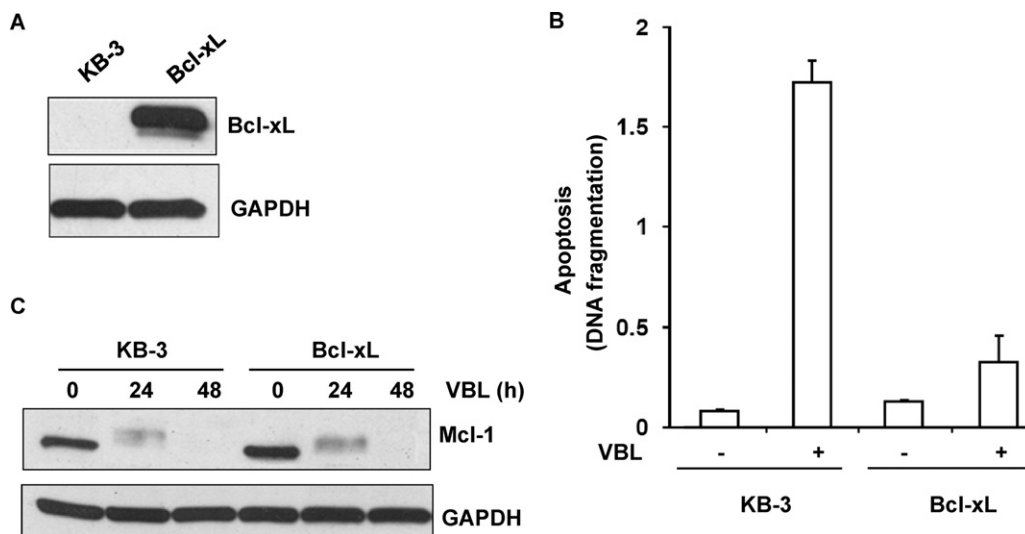 A
KB-3 Bcl-xL
Bcl-xL
GAPDH
B
2
1.5
1
0.5
0
Apoptosis
(DNA fragmentation)
VBL - + - +
KB-3 Bcl-xL
C
KB-3 Bcl-xL
0 24 48 0 24 48 VBL (h)
Mcl-1
GAPDH